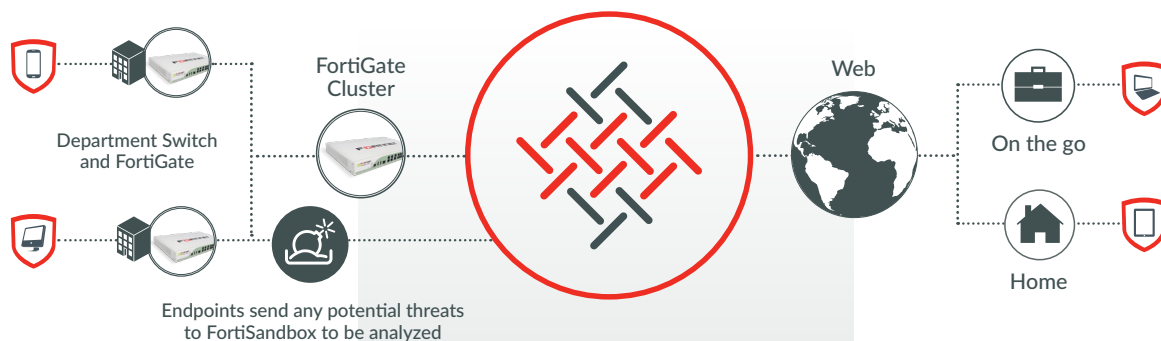 FortiGate
Cluster
Web
Department Switch
and FortiGate
On the go
Home
Endpoints send any potential threats
to FortiSandbox to be analyzed